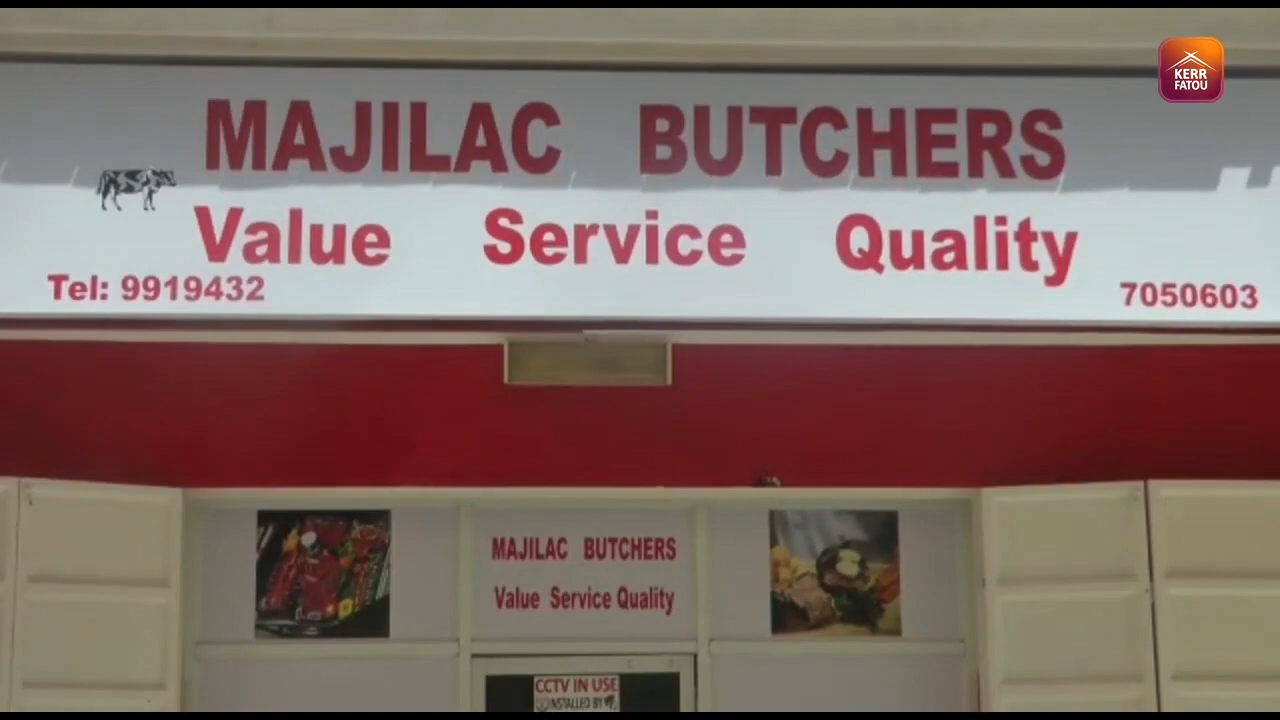 KERR
FATOU
MAJILAC BUTCHERS
Value Service Quality
Tel: 9919432
7050603
MAJILAC BUTCHERS
Value Service Quality
CCTV IN USE
INSTALLED BY